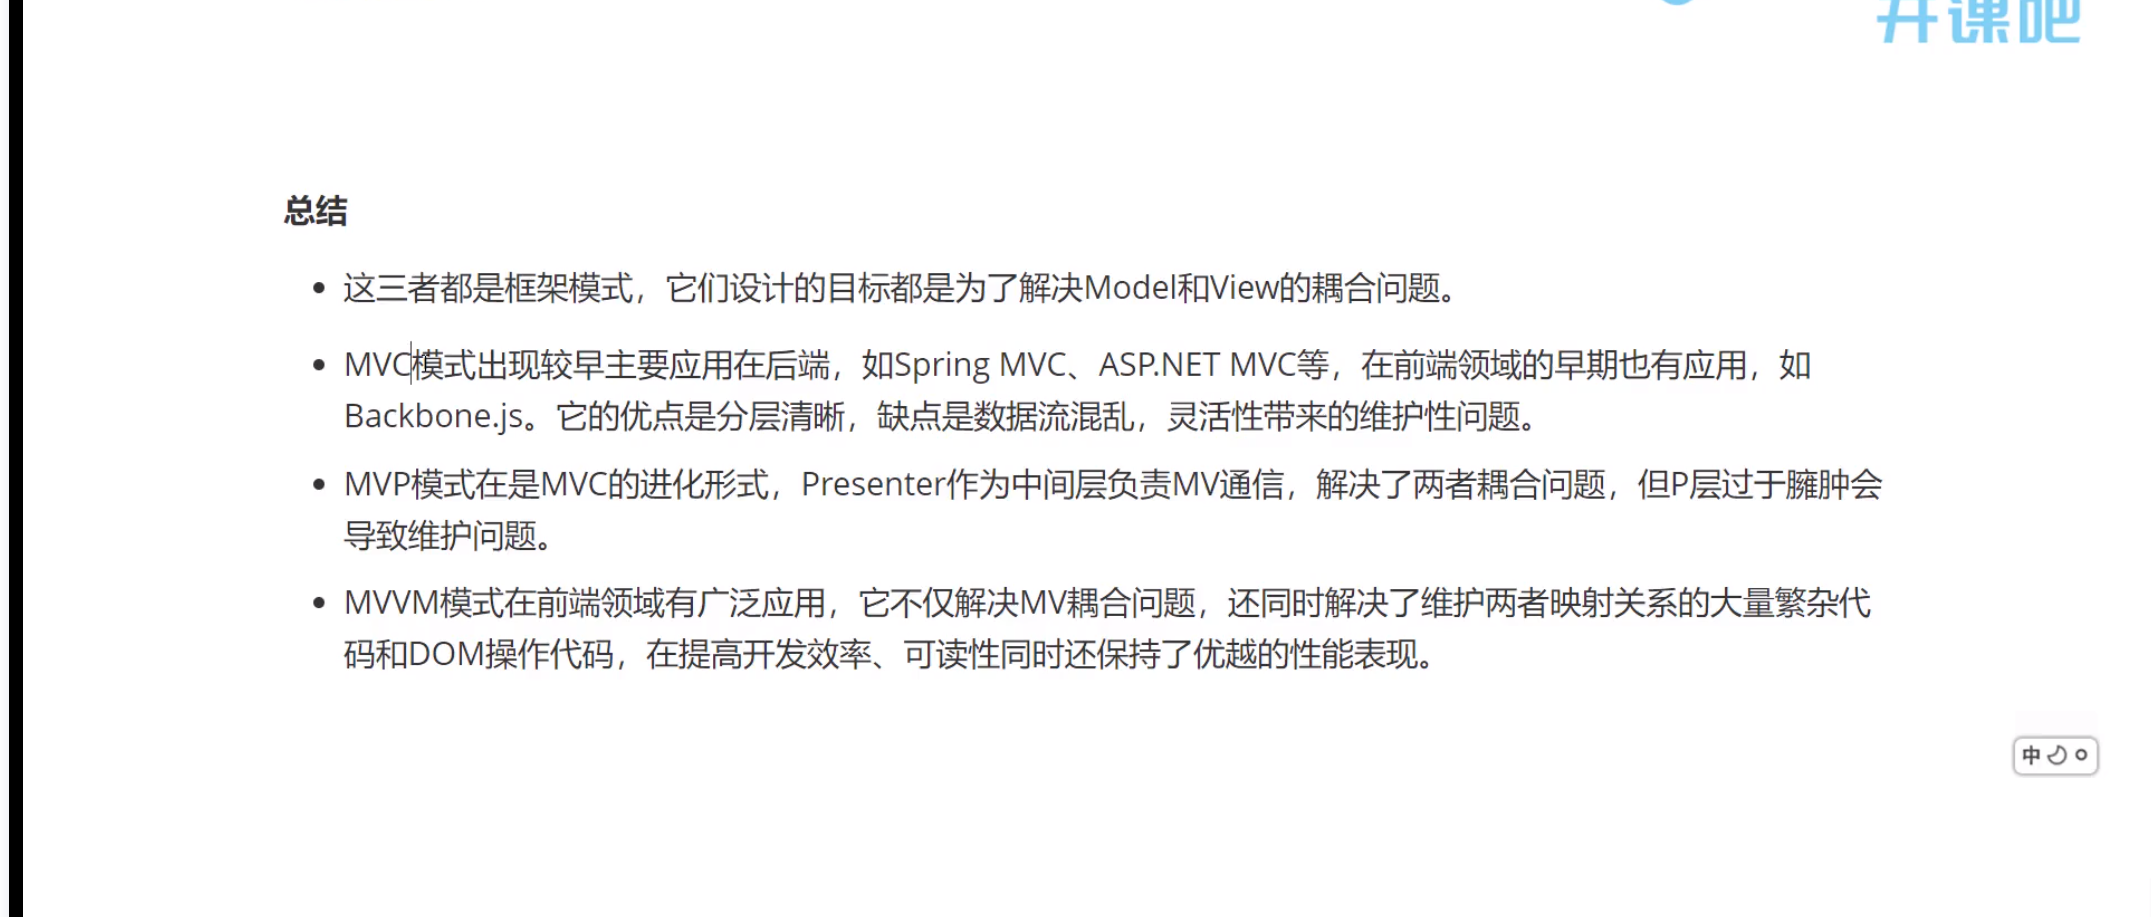 开课吧
总结
• 这三者都是框架模式，它们设计的目标都是为了解决Model和View的耦合问题。
• MVC模式出现较早主要应用在后端，如Spring MVC、ASP.NET MVC等，在前端领域的早期也有应用，如
Backbone.js。它的优点是分层清晰，缺点是数据流混乱，灵活性带来的维护性问题。
• MVP模式在是MVC的进化形式，Presenter作为中间层负责MV通信，解决了两者耦合问题，但P层过于臃肿会
导致维护问题。
• MVVM模式在前端领域有广泛应用，它不仅解决MV耦合问题，还同时解决了维护两者映射关系的大量繁杂代
码和DOM操作代码，在提高开发效率、可读性同时还保持了优越的性能表现。
中